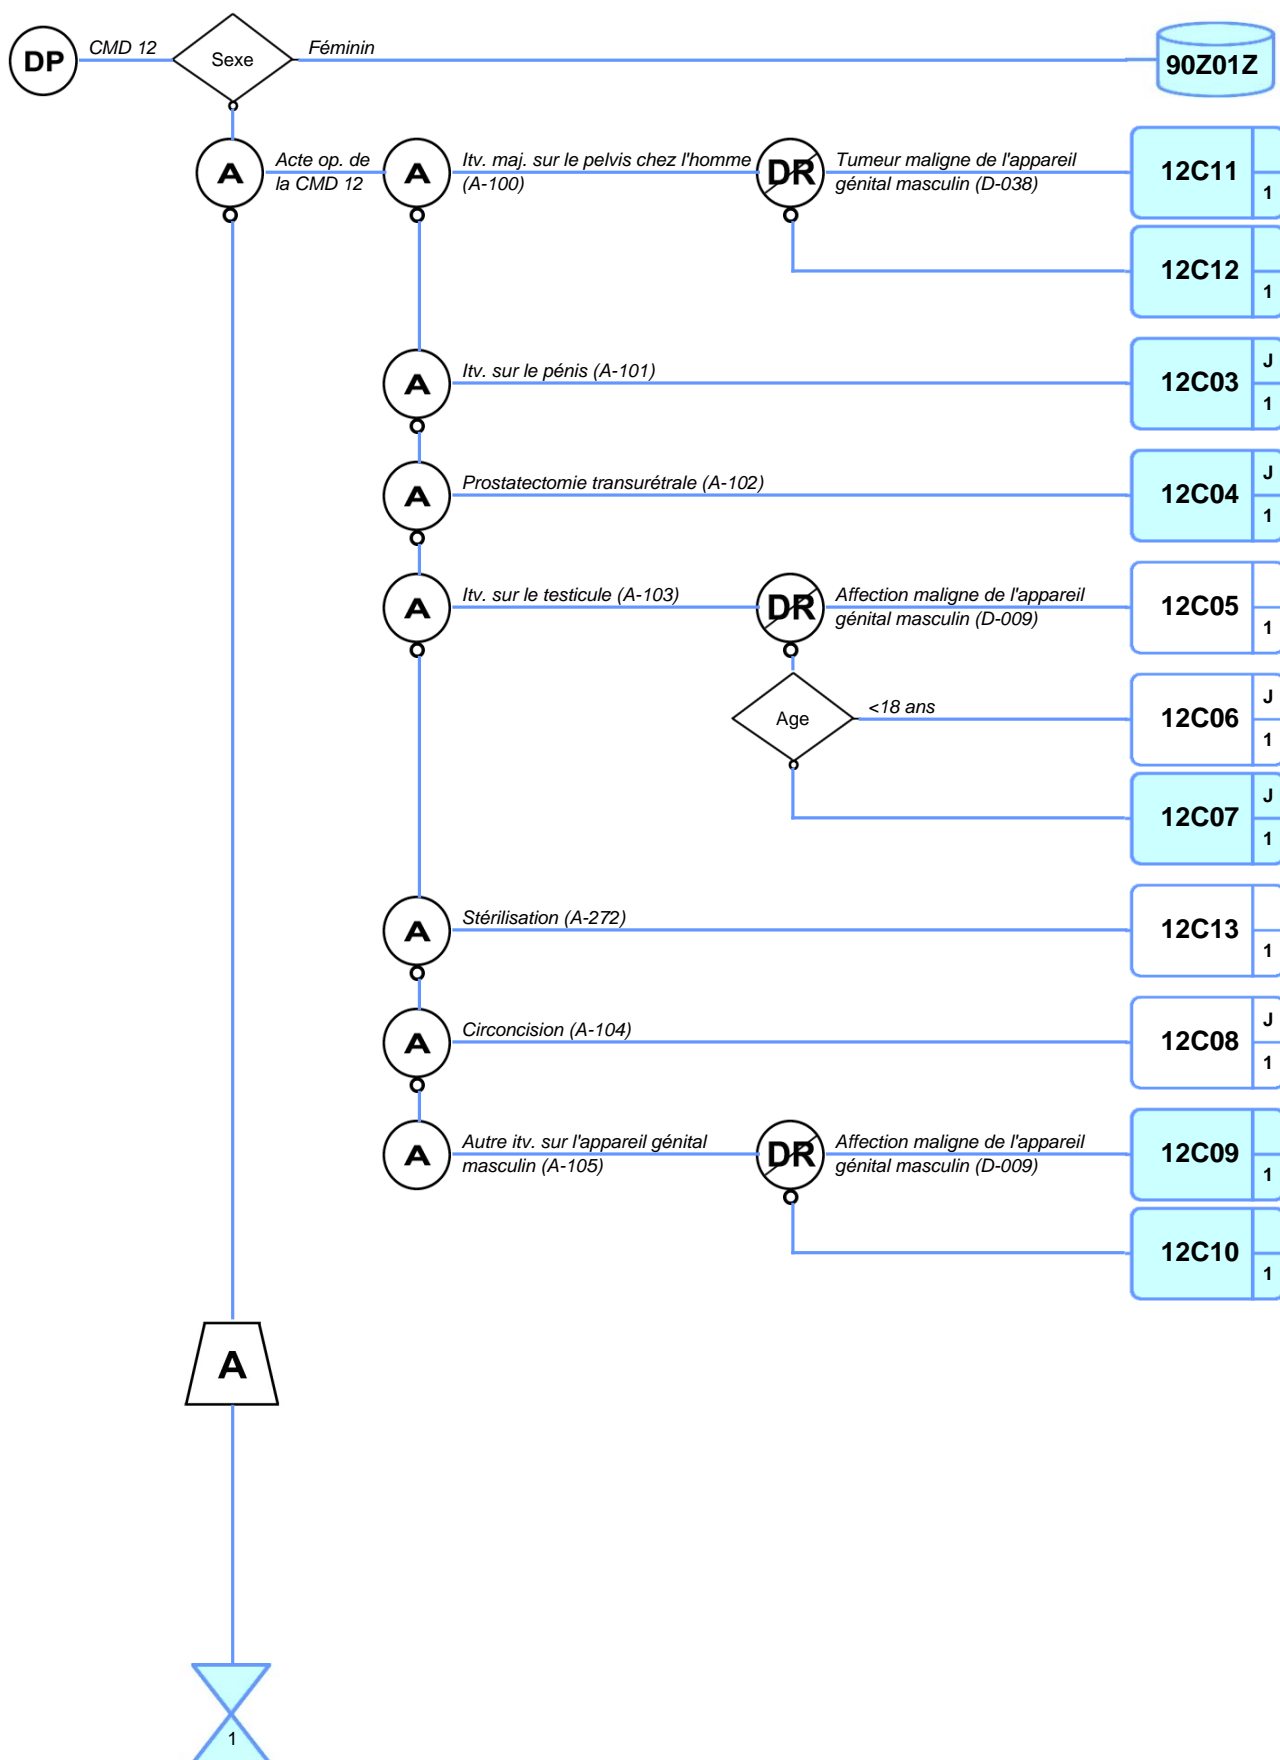 DP
CMD 12
Sexe
Féminin
90Z01Z
A
Acte op. de
la CMD 12
A
Itv. maj. sur le pelvis chez l'homme
(A-100)
DR
Tumeur maligne de l'appareil
génital masculin (D-038)
12C11
1
12C12
1
A
Itv. sur le pénis (A-101)
12C03
J
1
A
Prostatectomie transurétrale (A-102)
12C04
J
1
A
Itv. sur le testicule (A-103)
DR
Affection maligne de l'appareil
génital masculin (D-009)
12C05
1
Age
<18 ans
12C06
J
1
12C07
J
1
A
Stérilisation (A-272)
12C13
1
A
Circoncision (A-104)
12C08
J
1
A
Autre itv. sur l'appareil génital
masculin (A-105)
DR
Affection maligne de l'appareil
génital masculin (D-009)
12C09
1
12C10
1
A
1